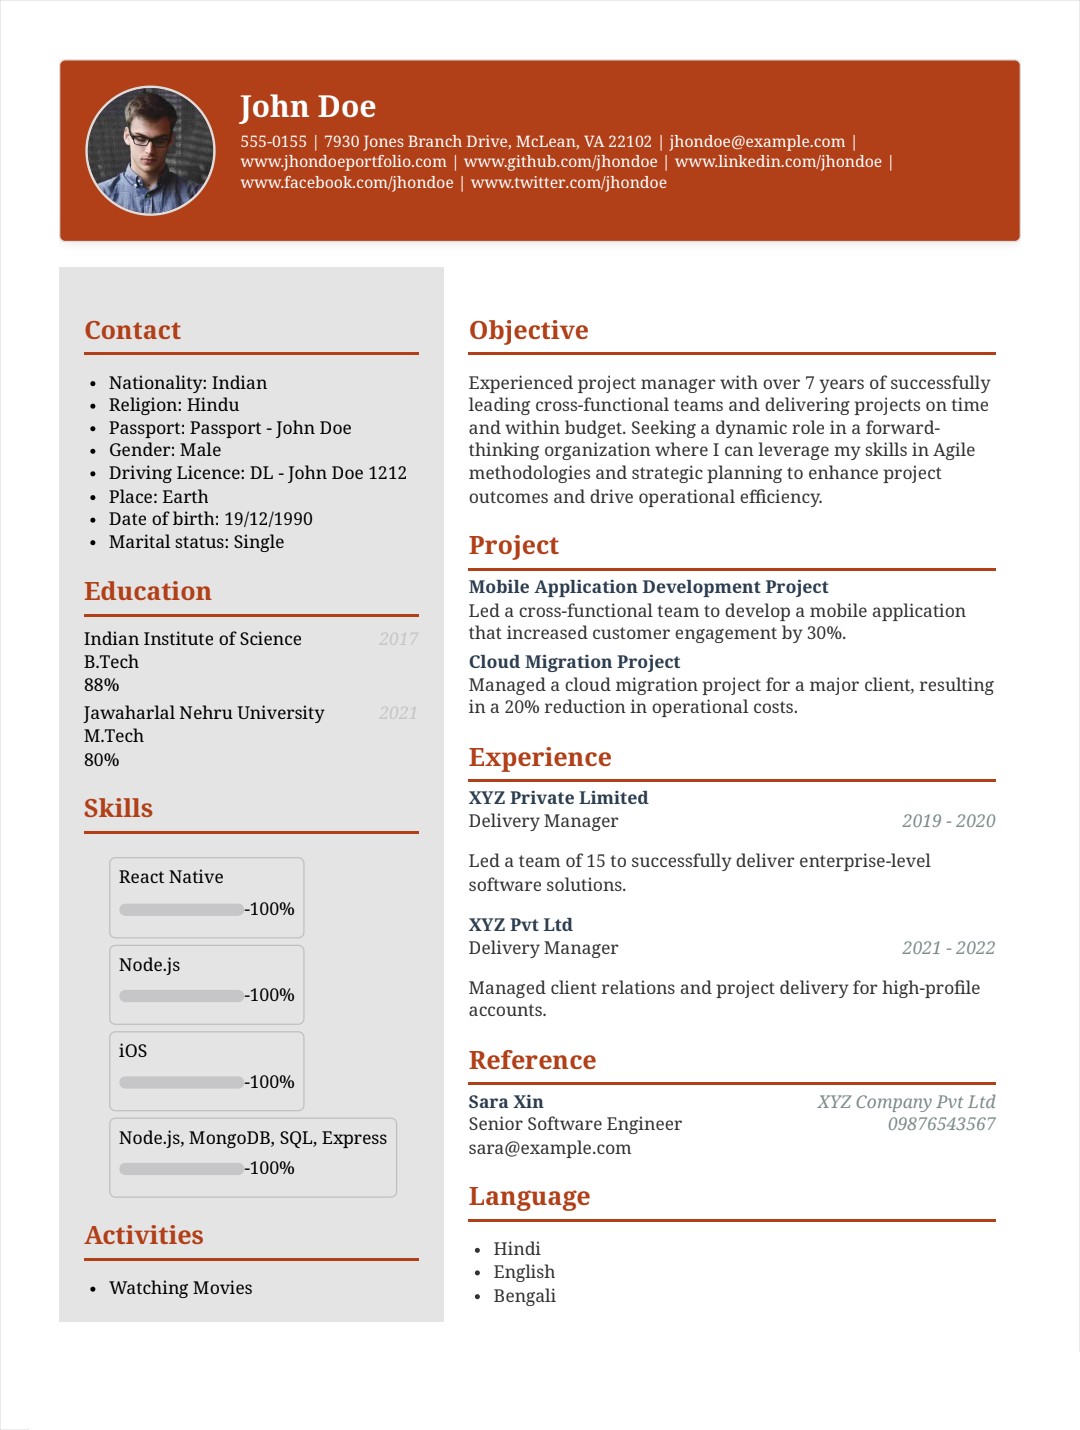 John Doe
555-0155 | 7930 Jones Branch Drive, McLean, VA 22102 | jhondoe@example.com |
www.jhondoeportfolio.com | www.github.com/jhondoe | www.linkedin.com/jhondoe |
www.facebook.com/jhondoe | www.twitter.com/jhondoe
Contact
• Nationality: Indian
• Religion: Hindu
• Passport: Passport - John Doe
• Gender: Male
• Driving Licence: DL - John Doe 1212
• Place: Earth
• Date of birth: 19/12/1990
• Marital status: Single
Education
Indian Institute of Science 2017
B.Tech
88%
Jawaharlal Nehru University 2021
M.Tech
80%
Skills
React Native
-100%
Node.js
-100%
iOS
-100%
Node.js, MongoDB, SQL, Express
-100%
Activities
• Watching Movies
Objective
Experienced project manager with over 7 years of successfully
leading cross-functional teams and delivering projects on time
and within budget. Seeking a dynamic role in a forward-
thinking organization where I can leverage my skills in Agile
methodologies and strategic planning to enhance project
outcomes and drive operational efficiency.
Project
Mobile Application Development Project
Led a cross-functional team to develop a mobile application
that increased customer engagement by 30%.
Cloud Migration Project
Managed a cloud migration project for a major client, resulting
in a 20% reduction in operational costs.
Experience
XYZ Private Limited
Delivery Manager 2019 - 2020
Led a team of 15 to successfully deliver enterprise-level
software solutions.
XYZ Pvt Ltd
Delivery Manager 2021 - 2022
Managed client relations and project delivery for high-profile
accounts.
Reference
Sara Xin XYZ Company Pvt Ltd
Senior Software Engineer 09876543567
sara@example.com
Language
• Hindi
• English
• Bengali